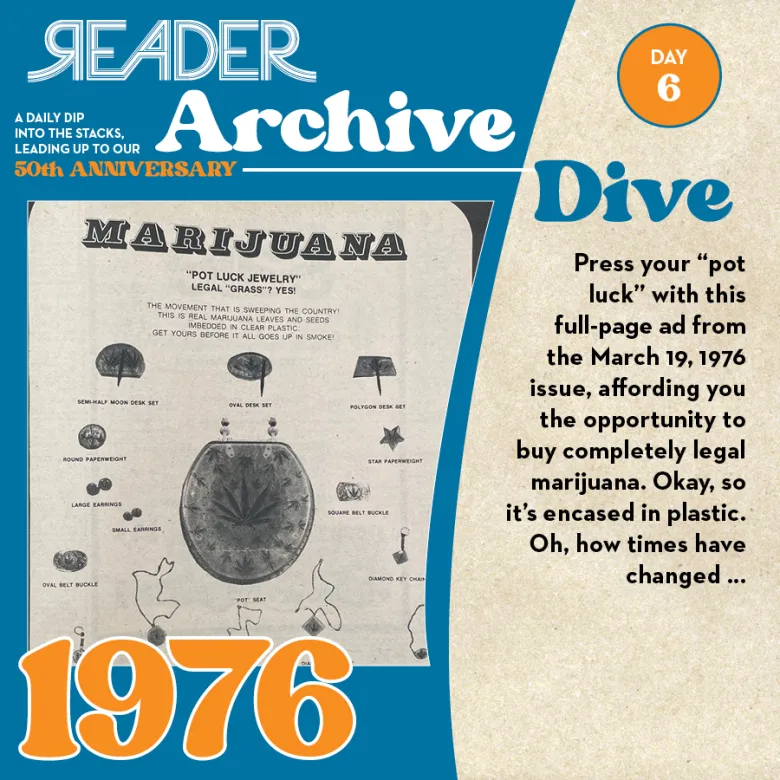 READER
Archive
Dive
A DAILY DIP
INTO THE STACKS,
LEADING UP TO OUR
50th ANNIVERSARY
DAY
6
MARIJUANA
"POT LUCK JEWELRY"
LEGAL "GRASS"? YES!
THE MOVEMENT THAT IS SWEEPING THE COUNTRY!
THIS IS REAL MARIJUANA LEAVES AND SEEDS
IMBEDDED IN CLEAR PLASTIC.
GET YOURS BEFORE IT ALL GOES UP IN SMOKE!
SEMI-HALF MOON DESK SET
OVAL DESK SET
POLYGON DESK SET
ROUND PAPERWEIGHT
STAR PAPERWEIGHT
LARGE EARRINGS
SMALL EARRINGS
SQUARE BELT BUCKLE
OVAL BELT BUCKLE
DIAMOND KEY CHAIN
"POT" SEAT
1976
Press your “pot
luck” with this
full-page ad from
the March 19, 1976
issue, affording you
the opportunity to
buy completely legal
marijuana. Okay, so
it’s encased in plastic.
Oh, how times have
changed ...